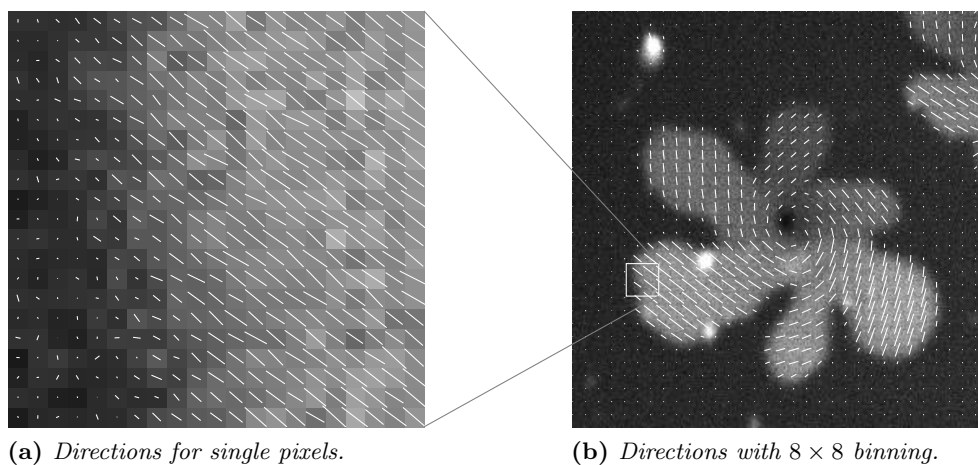 (a) Directions for single pixels.
(b) Directions with 8 × 8 binning.